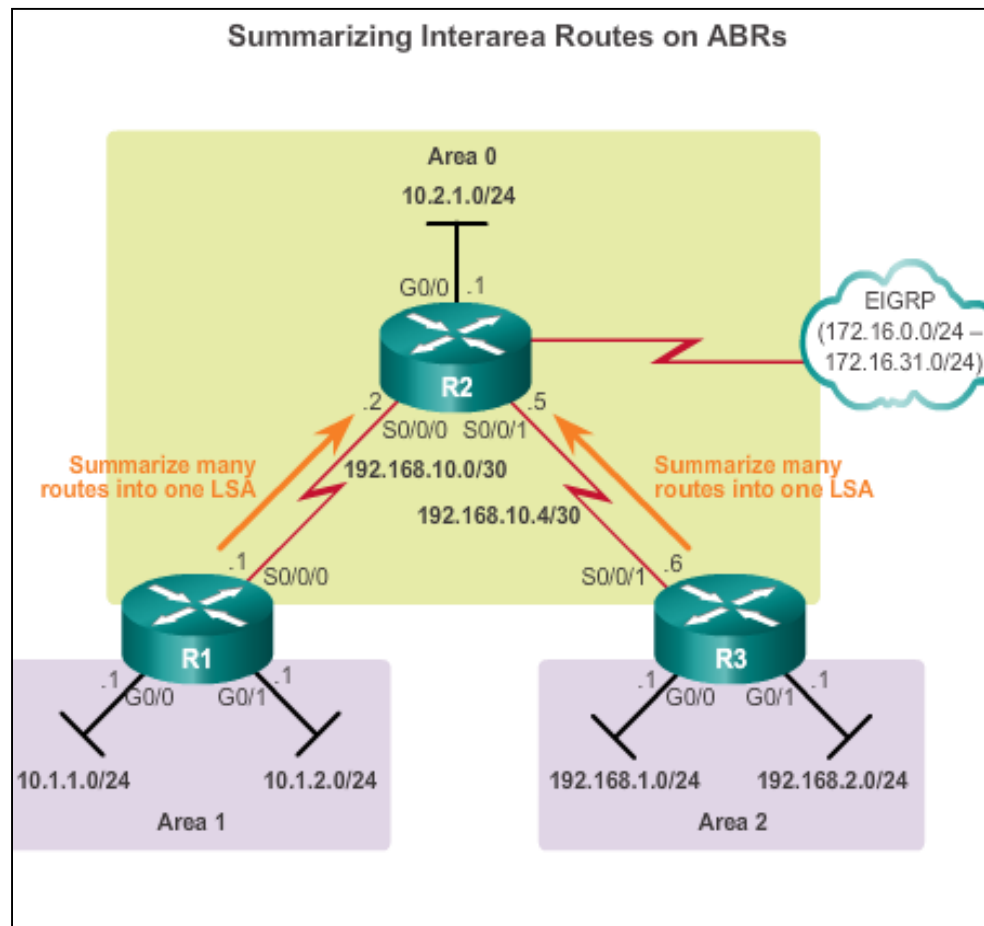 Summarizing Interarea Routes on ABRs
Area 0
10.2.1.0/24
G0/0
.1
EIGRP
(172.16.0.0/24 –
172.16.31.0/24)
R2
.2
.5
S0/0/0
S0/0/1
Summarize many
routes into one LSA
192.168.10.0/30
Summarize many
routes into one LSA
192.168.10.4/30
.1
S0/0/0
S0/0/1
.6
R1
R3
.1
G0/0
G0/1
.1
.1
G0/0
G0/1
.1
10.1.1.0/24
10.1.2.0/24
192.168.1.0/24
192.168.2.0/24
Area 1
Area 2